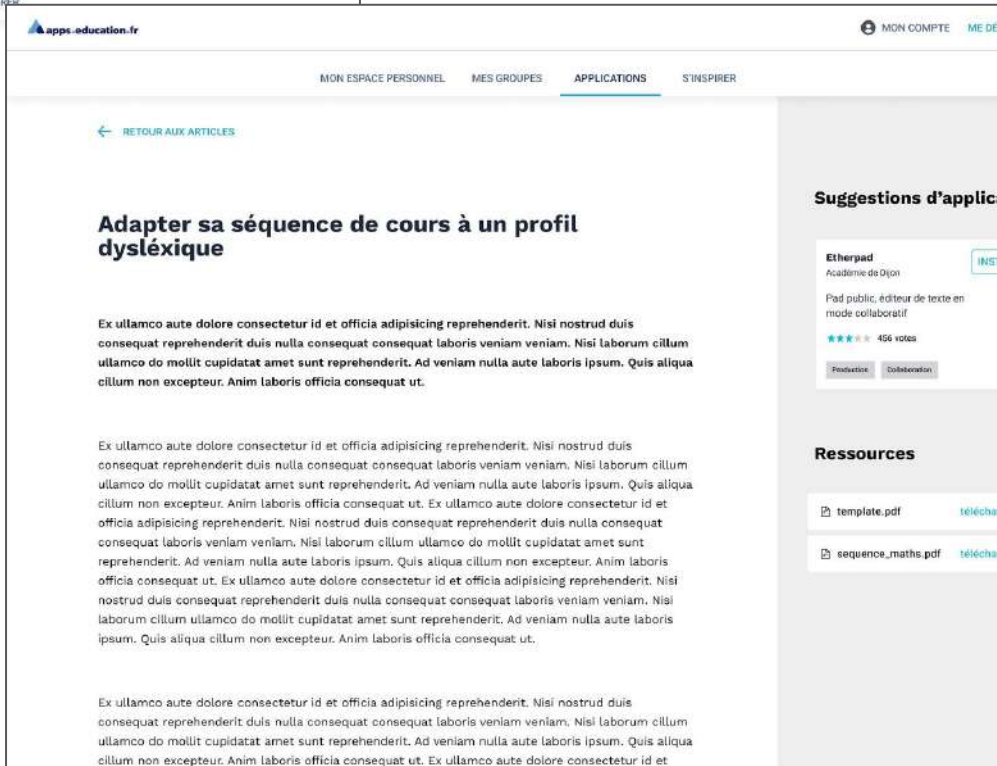 apps.education.fr
MON COMPTE ME DÉ
MON ESPACE PERSONNEL MES GROUPES APPLICATIONS S'INSPIRER
← RETOUR AUX ARTICLES
Adapter sa séquence de cours à un profil
dysléxique
Ex ullamco aute dolore consectetur id et officia adipisicing reprehenderit. Nisi nostrud duis
consequat reprehenderit duis nulla consequat consequat laboris veniam veniam. Nisi laborum cillum
ullamco do mollit cupidatat amet sunt reprehenderit. Ad veniam nulla aute laboris ipsum. Quis aliqua
cillum non excepteur. Anim laboris officia consequat ut.
Ex ullamco aute dolore consectetur id et officia adipisicing reprehenderit. Nisi nostrud duis
consequat reprehenderit duis nulla consequat consequat laboris veniam veniam. Nisi laborum cillum
ullamco do mollit cupidatat amet sunt reprehenderit. Ad veniam nulla aute laboris ipsum. Quis aliqua
cillum non excepteur. Anim laboris officia consequat ut. Ex ullamco aute dolore consectetur id et
officia adipisicing reprehenderit. Nisi nostrud duis consequat reprehenderit duis nulla consequat
consequat laboris veniam veniam. Nisi laborum cillum ullamco do mollit cupidatat amet sunt
reprehenderit. Ad veniam nulla aute laboris ipsum. Quis aliqua cillum non excepteur. Anim laboris
officia consequat ut. Ex ullamco aute dolore consectetur id et officia adipisicing reprehenderit. Nisi
nostrud duis consequat reprehenderit duis nulla consequat consequat laboris veniam veniam. Nisi
laborum cillum ullamco do mollit cupidatat amet sunt reprehenderit. Ad veniam nulla aute laboris
ipsum. Quis aliqua cillum non excepteur. Anim laboris officia consequat ut.
Ex ullamco aute dolore consectetur id et officia adipisicing reprehenderit. Nisi nostrud duis
consequat reprehenderit duis nulla consequat consequat laboris veniam veniam. Nisi laborum cillum
ullamco do mollit cupidatat amet sunt reprehenderit. Ad veniam nulla aute laboris ipsum. Quis aliqua
cillum non excepteur. Anim laboris officia consequat ut. Ex ullamco aute dolore consectetur id et
Suggestions d'applic
Etherpad
INST
Académie de Dijon
Pad public, éditeur de texte en
mode collaboratif
456 votes
Production Collaboration
Ressources
template.pdf télécha
sequence_maths.pdf télécha